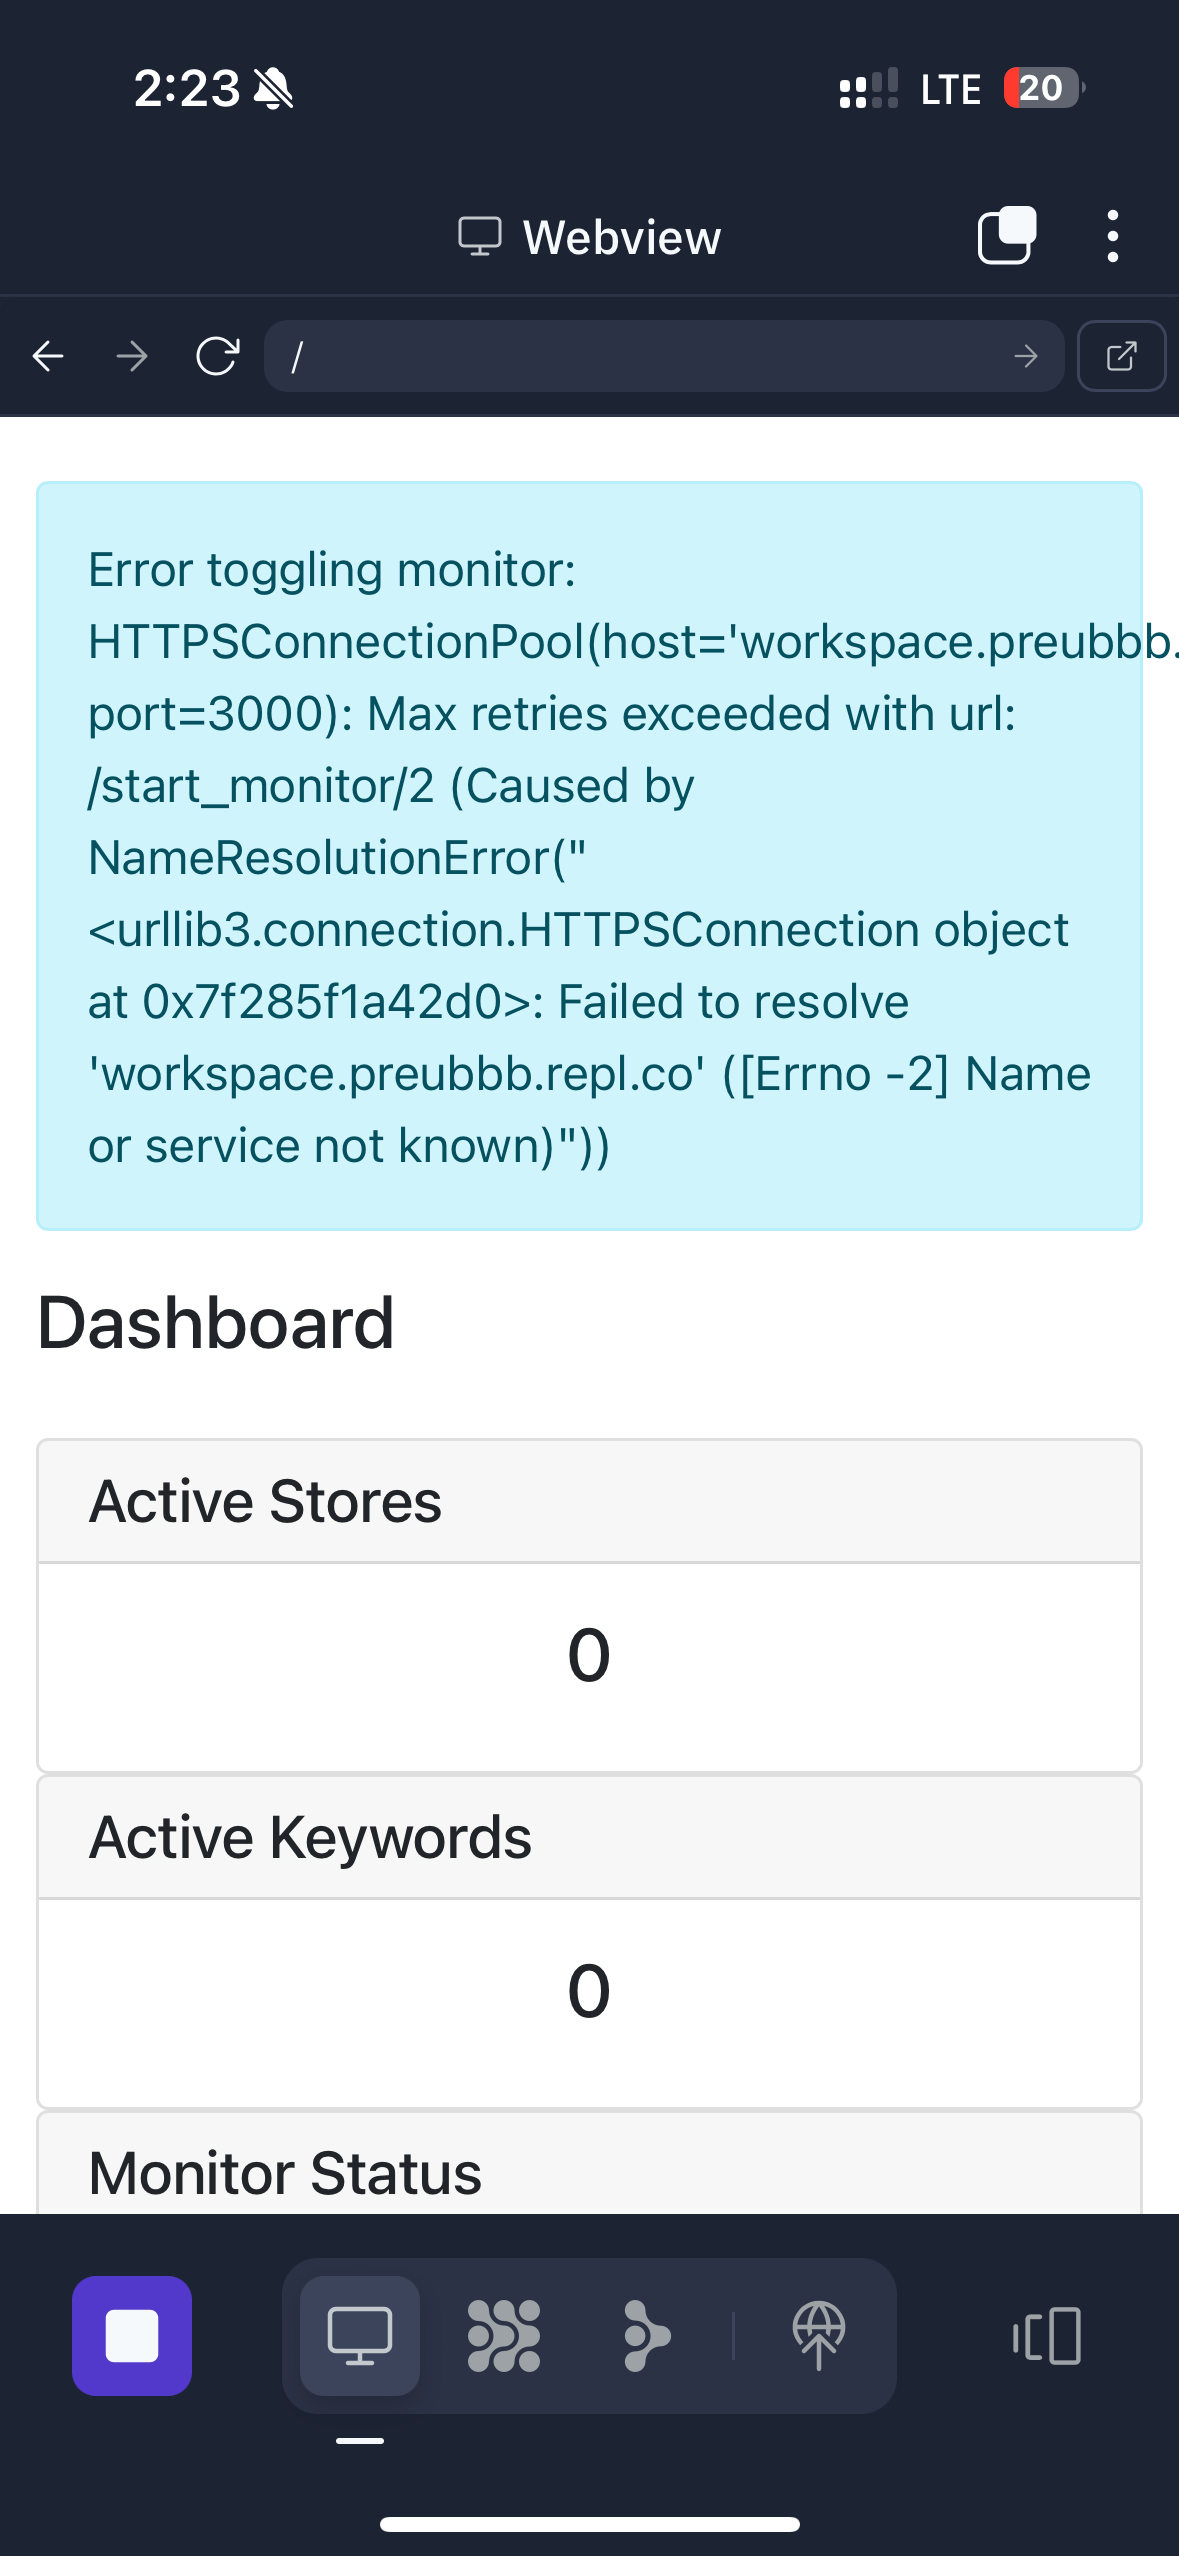 2:23 LTE 20
Webview
/
Error toggling monitor:
HTTPSConnectionPool(host='workspace.preubbb.
port=3000): Max retries exceeded with url:
/start_monitor/2 (Caused by
NameResolutionError("
<urllib3.connection.HTTPSConnection object
at 0x7f285f1a42d0>: Failed to resolve
'workspace.preubbb.repl.co' ([Errno -2] Name
or service not known)"))
Dashboard
Active Stores
0
Active Keywords
0
Monitor Status